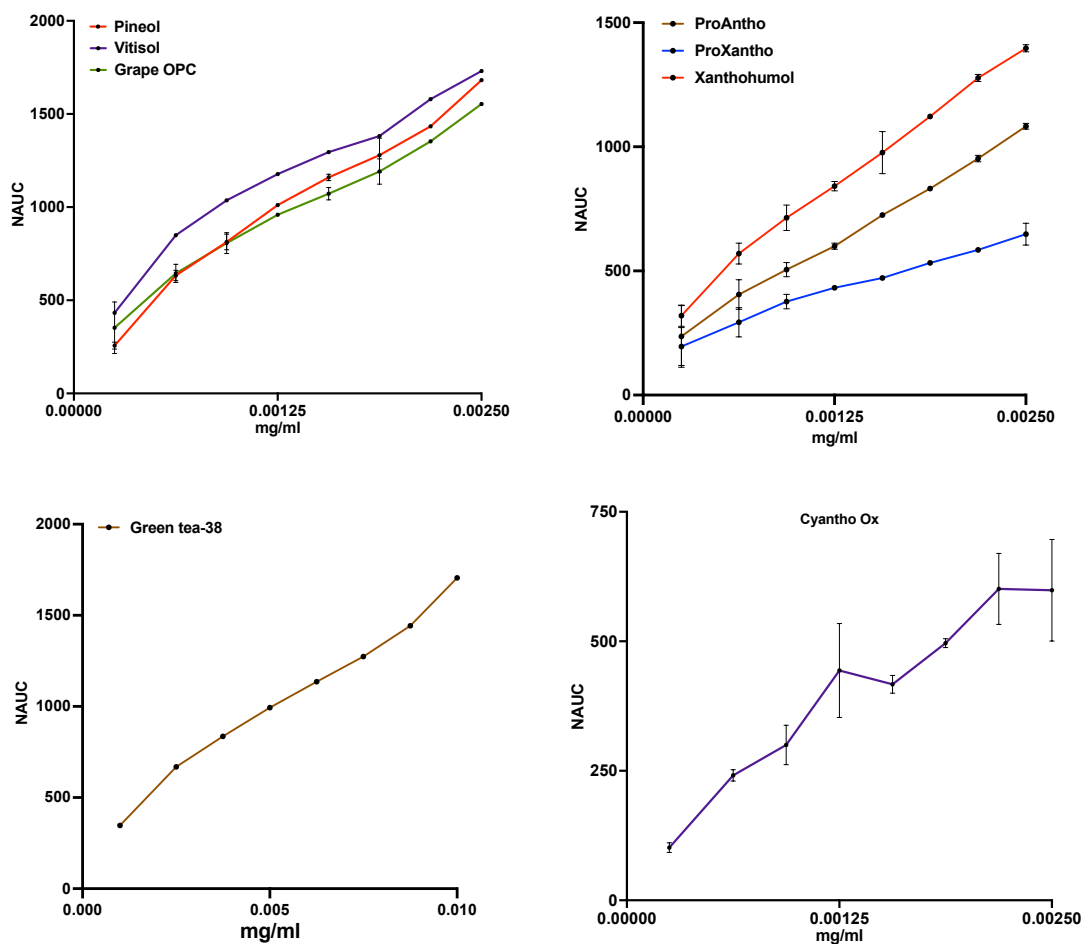 Pineol
Vitisol
Grape OPC
2000
1500
1000
500
0
NAUC
0.00000
0.00125
0.00250
mg/ml
ProAntho
ProXantho
Xanthohumol
1500
1000
500
0
NAUC
0.00000
0.00125
0.00250
mg/ml
Green tea-38
2000
1500
1000
500
0
NAUC
0.000
0.005
0.010
mg/ml
Cyantho Ox
750
500
250
0
NAUC
0.00000
0.00125
0.00250
mg/ml